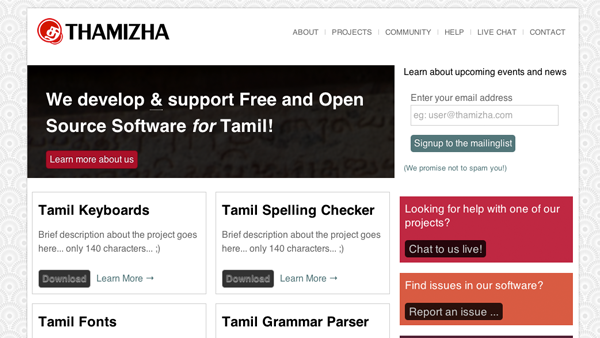 THAMIZHA
ABOUT
PROJECTS
COMMUNITY
HELP
LIVE CHAT
CONTACT
We develop & support Free and Open
Source Software for Tamil!
Learn more about us
Learn about upcoming events and news
Enter your email address
eg: user@thamizha.com
Signup to the mailinglist
(We promise not to spam you!)
Tamil Keyboards
Brief description about the project goes
here... only 140 characters... ;)
Download
Learn More →
Tamil Spelling Checker
Brief description about the project goes
here... only 140 characters... ;)
Download
Learn More →
Looking for help with one of our
projects?
Chat to us live!
Find issues in our software?
Report an issue ...
Tamil Fonts
Tamil Grammar Parser